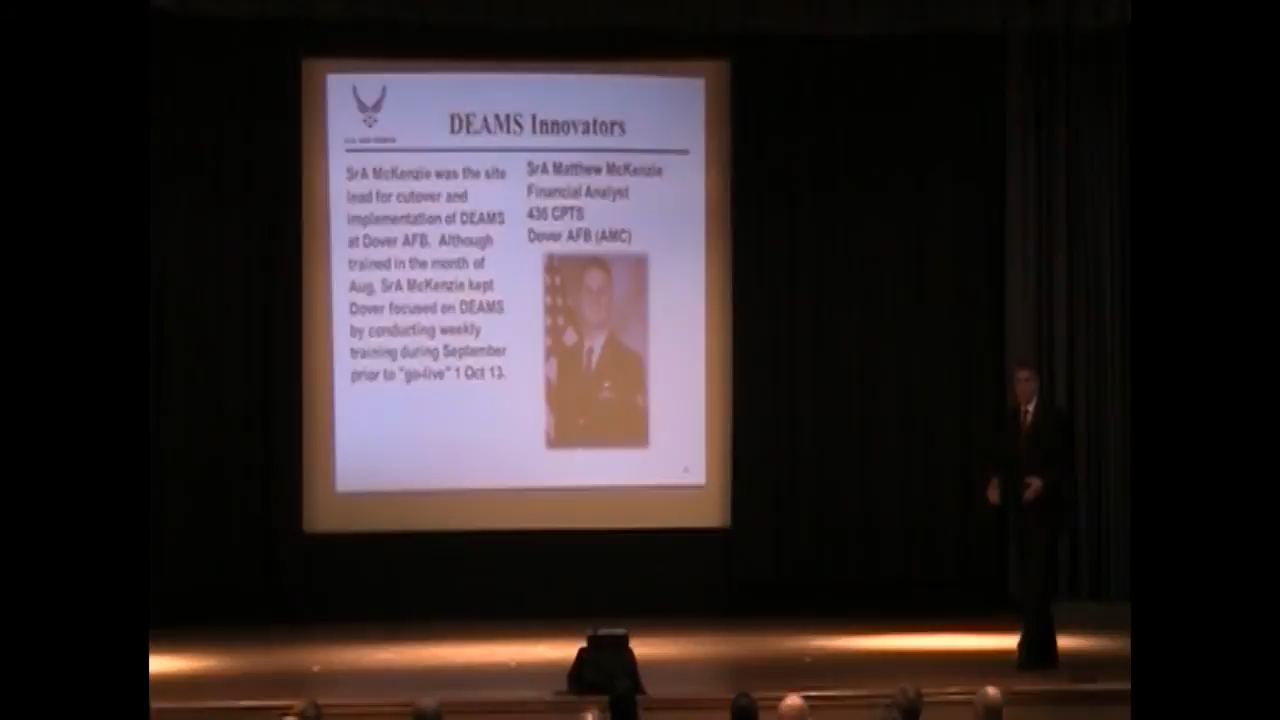 DEAMS Innovators
SrA McKenzie was the site
lead for cutover and
implementation of DEAMS
at Dover AFB. Although
trained in the month of
Aug, SrA McKenzie kept
Dover focused on DEAMS
by conducting weekly
training during September
prior to "go-live" 1 Oct 13.
SrA Matthew McKenzie
Financial Analyst
436 CPTS
Dover AFB (AMC)